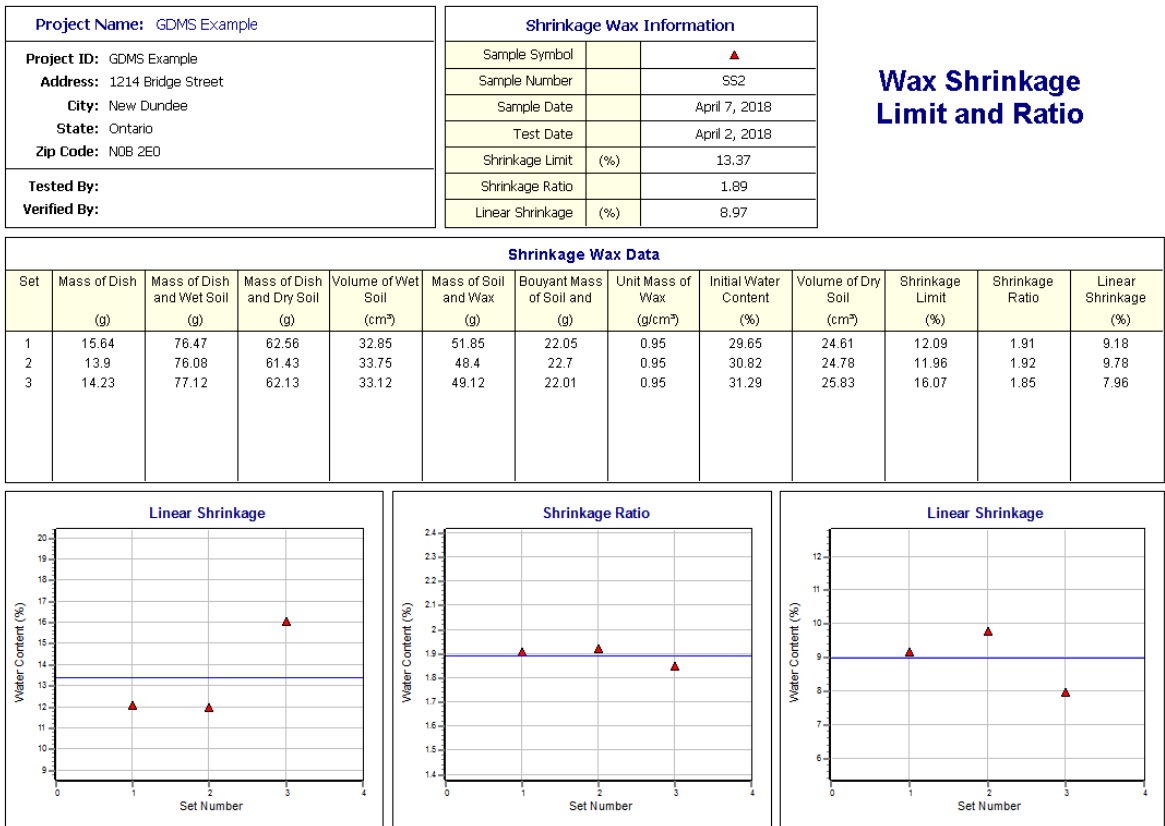 Project Name: GDMS Example
Project ID: GDMS Example
Address: 1214 Bridge Street
City: New Dundee
State: Ontario
Zip Code: N0B 2E0
Tested By:
Verified By:
Shrinkage Wax Information
Sample Symbol
Sample Number SS2
Sample Date April 7, 2018
Test Date April 2, 2018
Shrinkage Limit (%) 13.37
Shrinkage Ratio 1.89
Linear Shrinkage (%) 8.97
Wax Shrinkage
Limit and Ratio
Shrinkage Wax Data
Set Mass of Dish Mass of Dish Mass of Dish Volume of Wet Mass of Soil Bouyant Mass Unit Mass of Initial Water Volume of Dry Shrinkage Shrinkage Linear
and Wet Soil and Dry Soil Soil and Wax of Soil and Wax Content Soil Limit Ratio Shrinkage
(g) (g) (g) (cm³) (g) (g) (g/cm³) (%) (cm³) (%) (%)
1 15.64 76.47 62.56 32.85 51.85 22.05 0.95 29.65 24.61 12.09 1.91 9.18
2 13.9 76.08 61.43 33.75 48.4 22.7 0.95 30.82 24.78 11.96 1.92 9.78
3 14.23 77.12 62.13 33.12 49.12 22.01 0.95 31.29 25.83 16.07 1.85 7.96
Linear Shrinkage
20
19
18
17
16
15
14
13
12
11
10
9
Water Content (%)
0 1 2 3 4
Set Number
Shrinkage Ratio
2.4
2.3
2.2
2.1
2
1.9
1.8
1.7
1.6
1.5
1.4
Water Content (%)
0 1 2 3 4
Set Number
Linear Shrinkage
12
11
10
9
8
7
6
Water Content (%)
0 1 2 3 4
Set Number